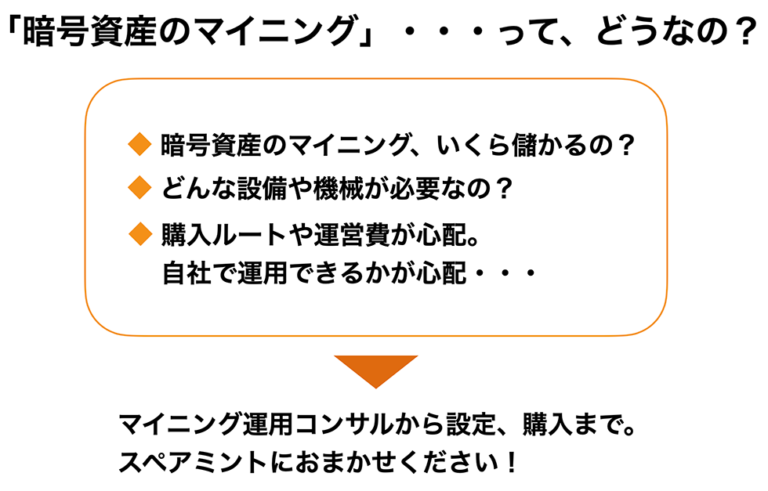 「暗号資産のマイニング」・・・って、どうなの？
◆ 暗号資産のマイニング、いくら儲かるの？
◆ どんな設備や機械が必要なの？
◆ 購入ルートや運営費が心配。
自社で運用できるかが心配・・・
マイニング運用コンサルから設定、購入まで。
スペアミントにおまかせください！